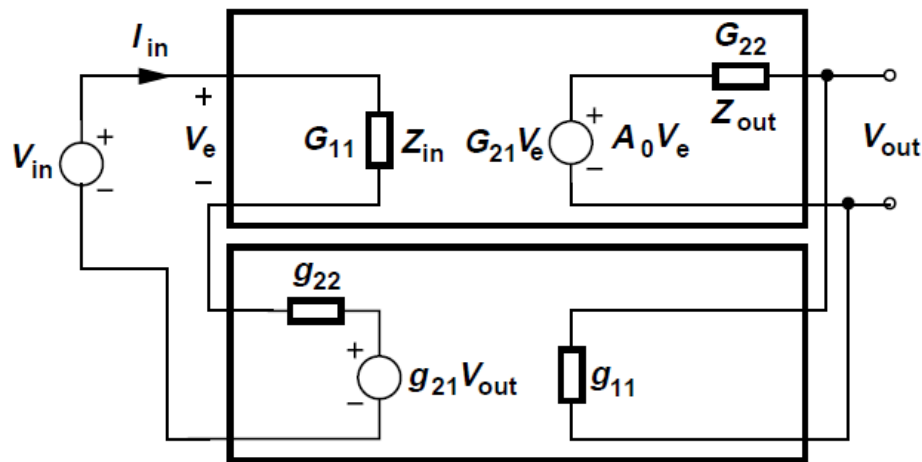 I_in
G_22
+
V_e
−
+
V_in
−
G_11
Z_in
G_21V_e
+
−
A_0V_e
Z_out
V_out
g_22
+
−
g_21V_out
g_11